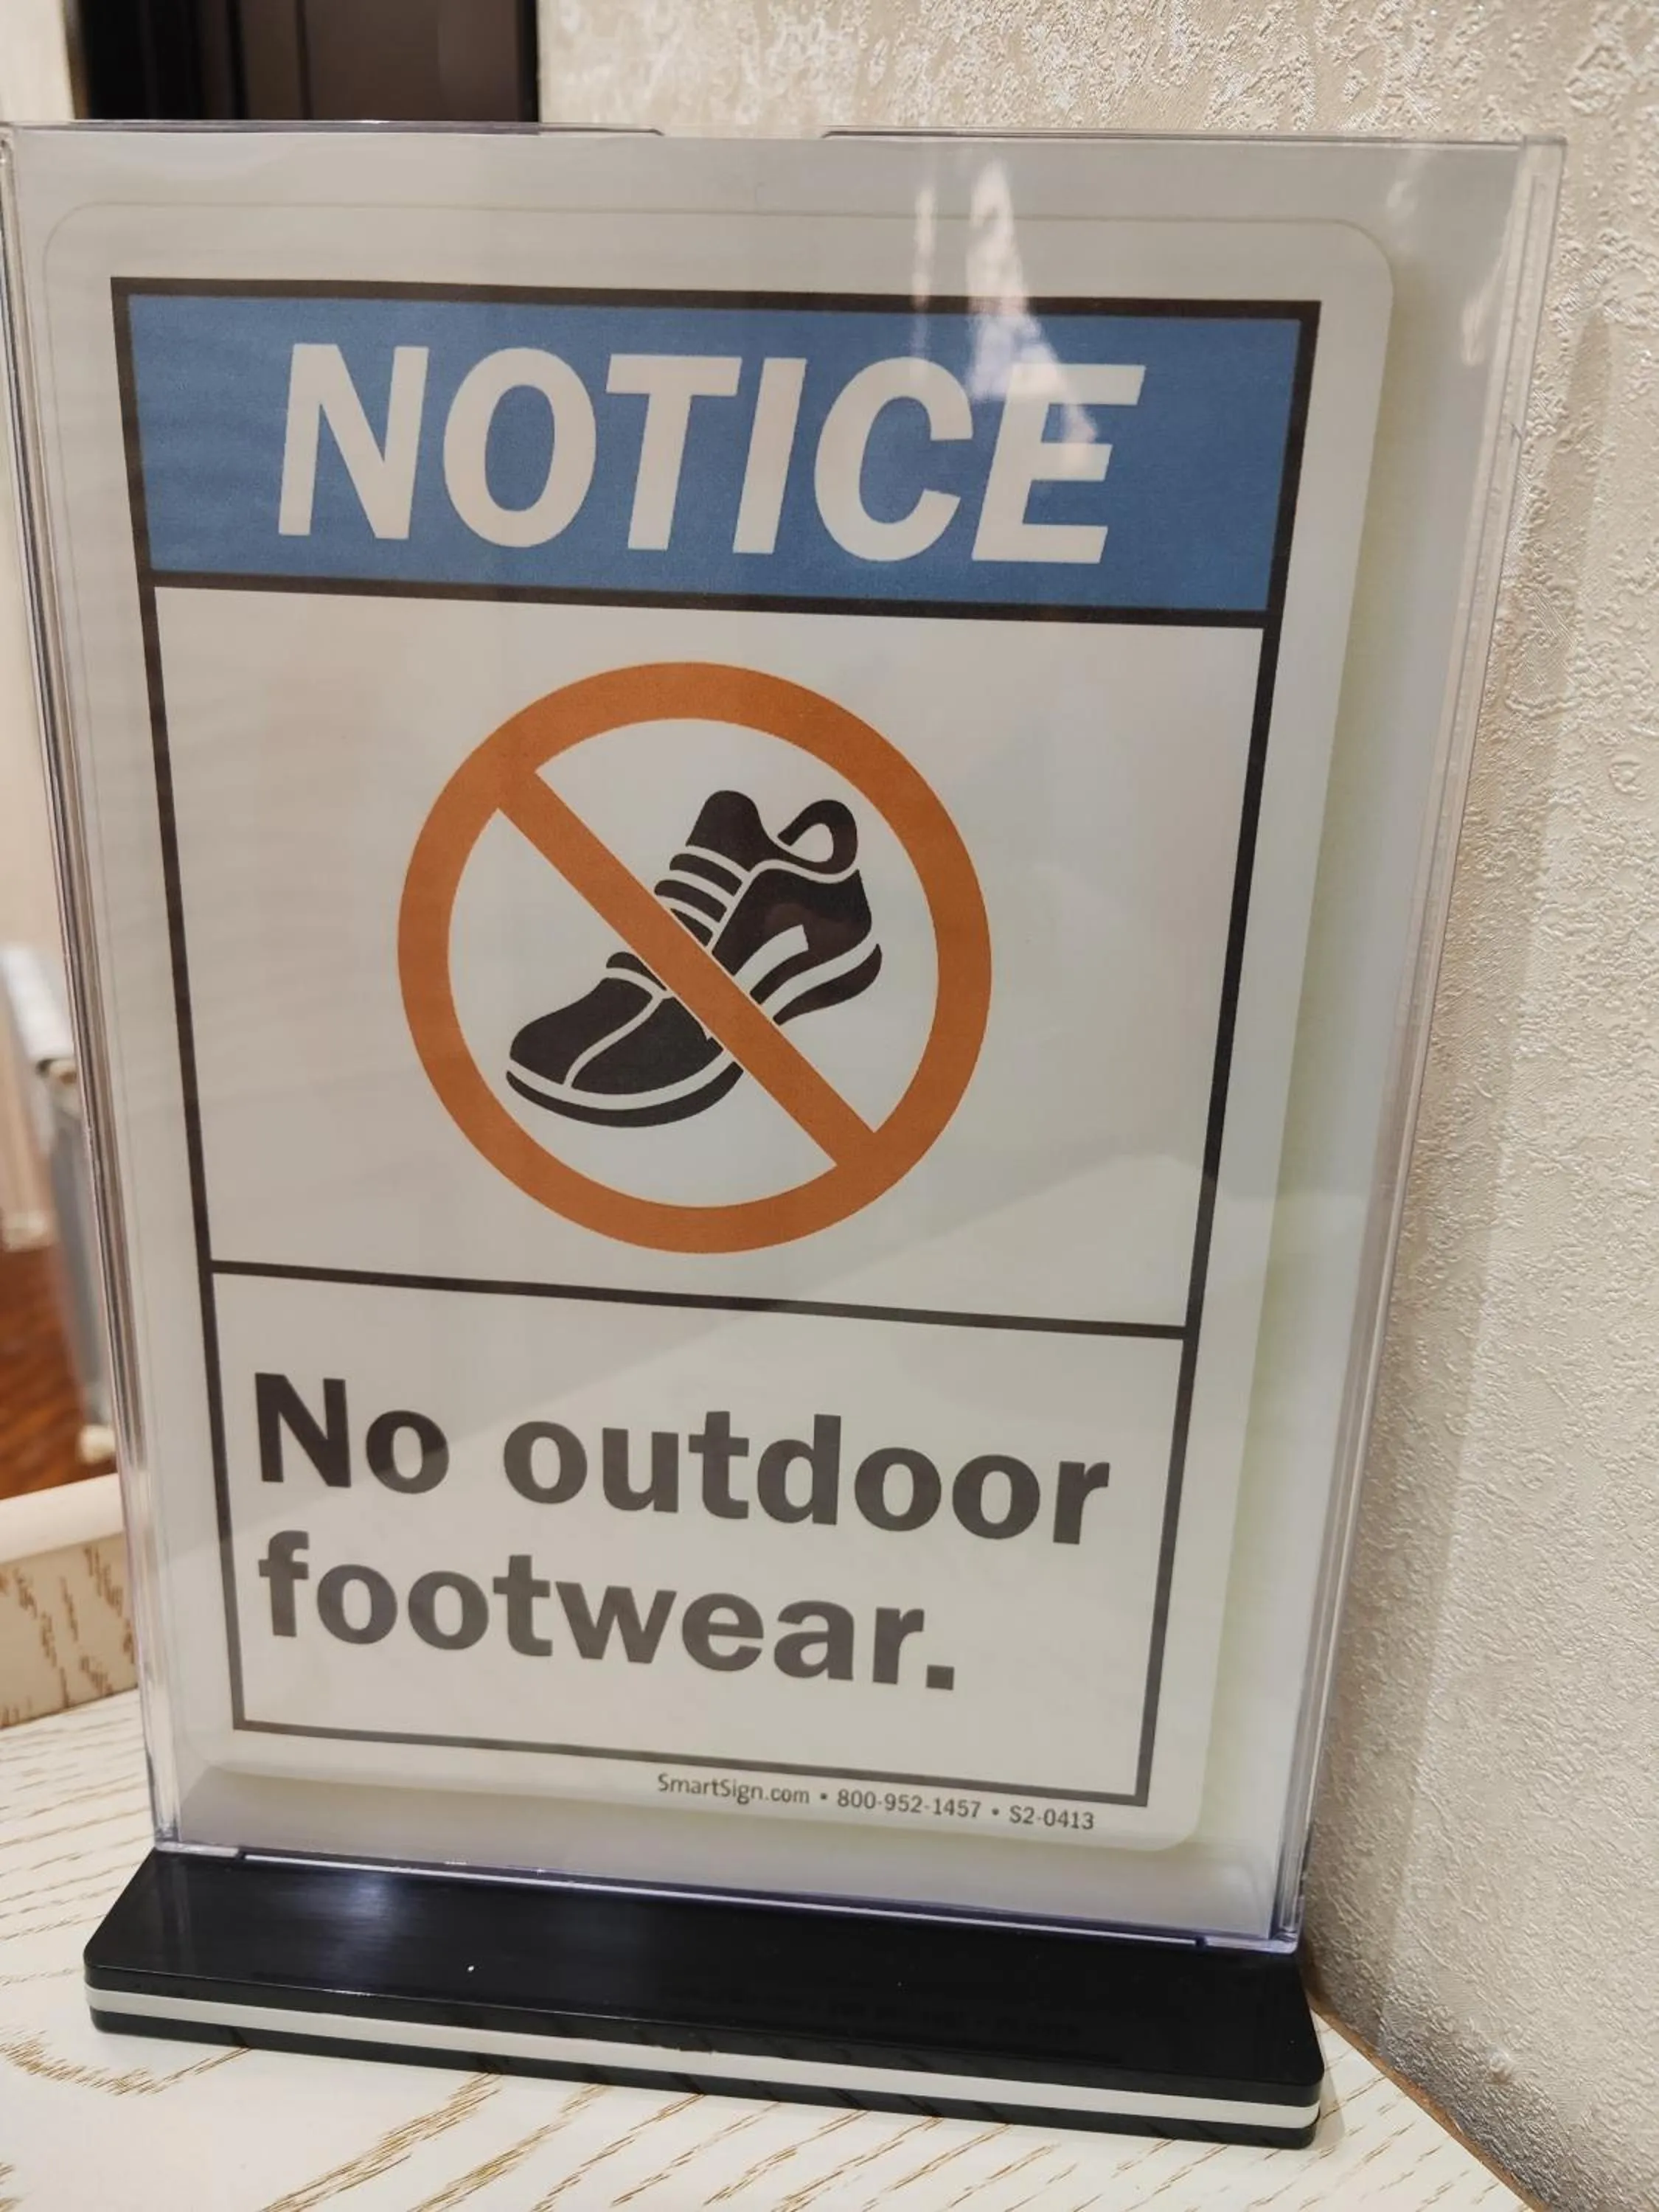 NOTICE
No outdoor
footwear.
SmartSign.com • 800-952-1457 • S2-0413